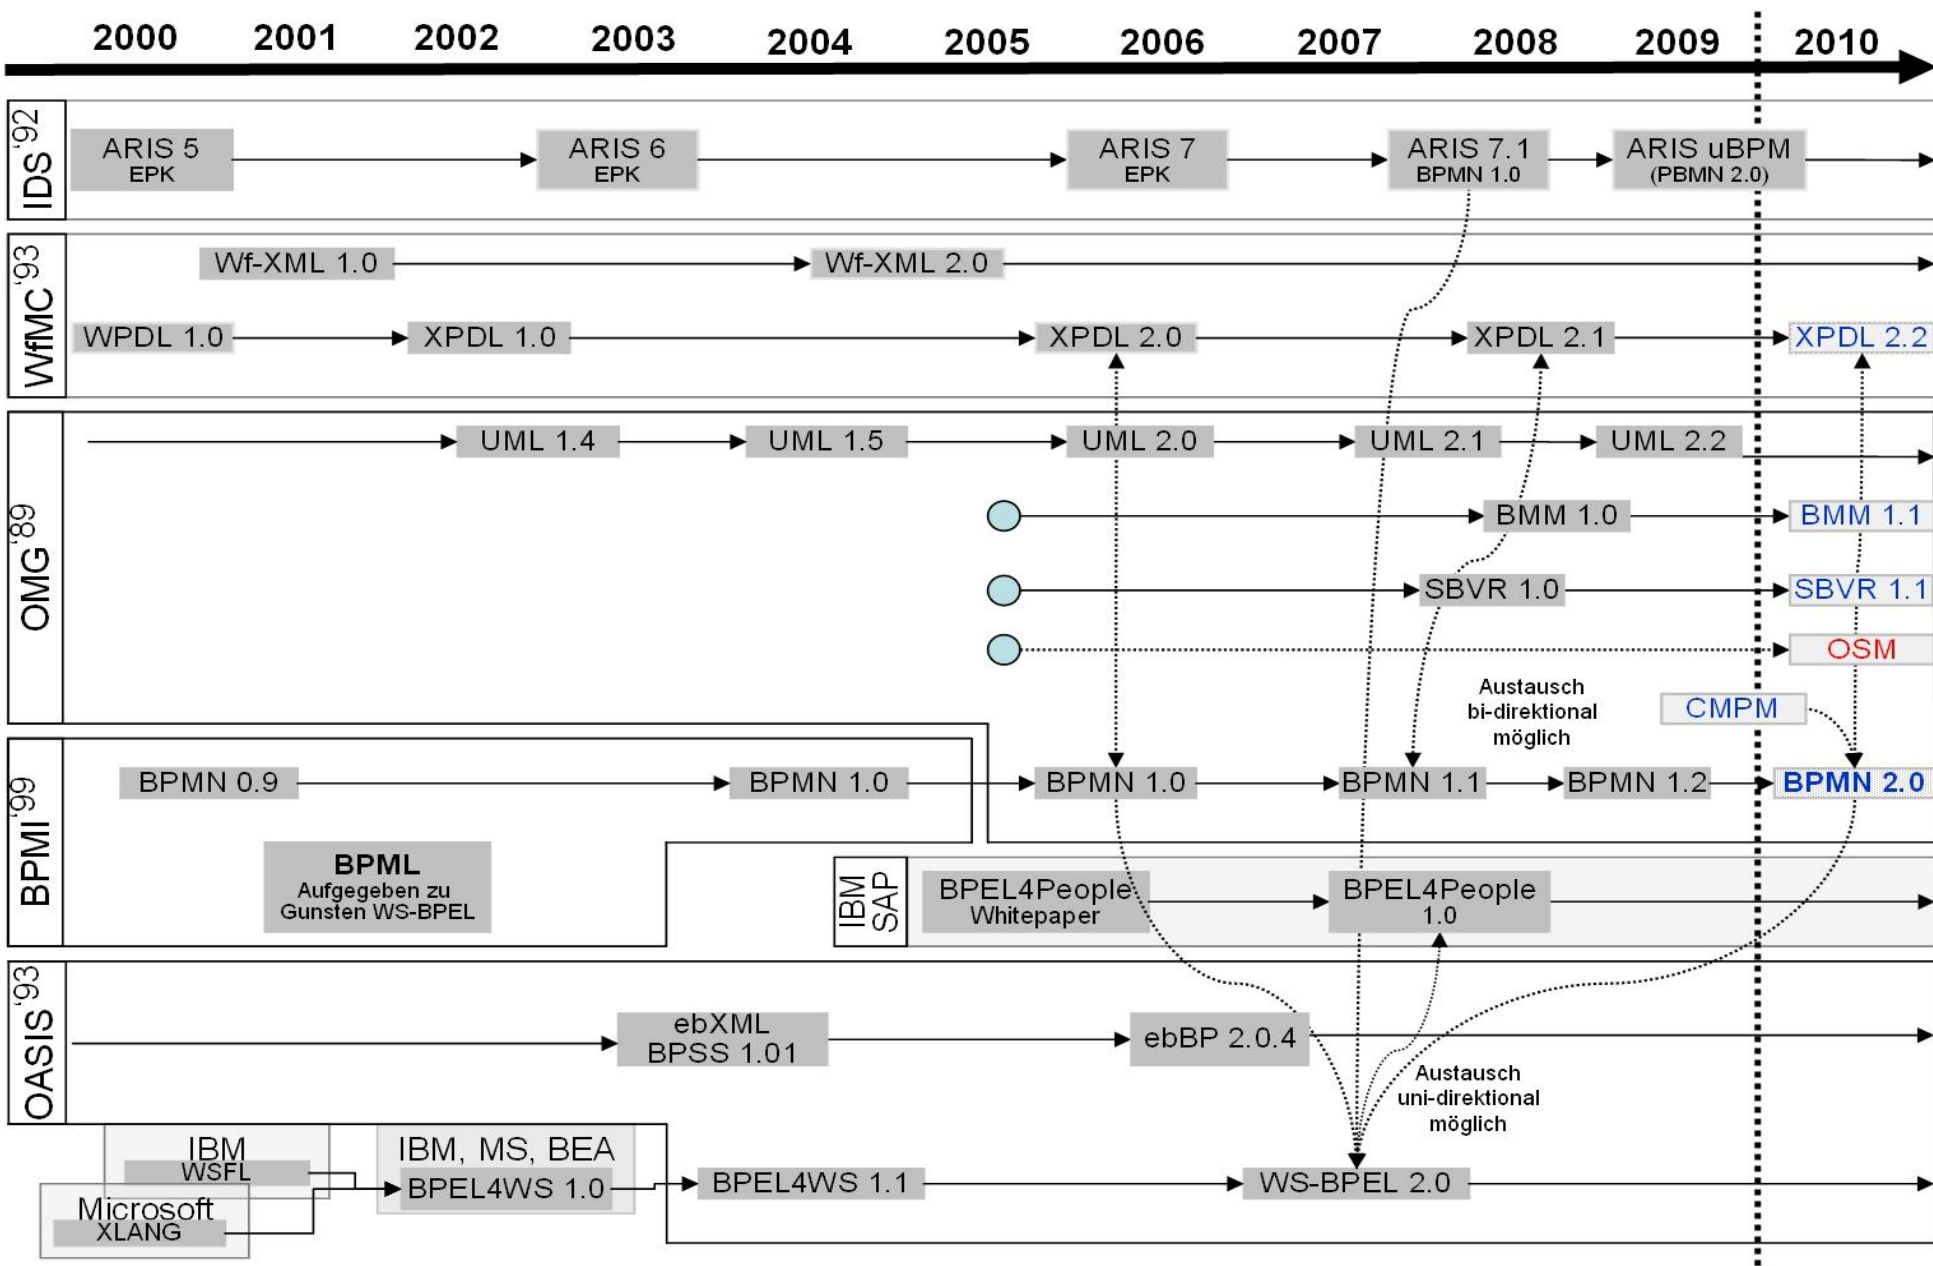 2000 2001 2002 2003 2004 2005 2006 2007 2008 2009 2010
IDS '92
ARIS 5
EPK
ARIS 6
EPK
ARIS 7
EPK
ARIS 7.1
BPMN 1.0
ARIS uBPM
(PBMN 2.0)
WfMC '93
Wf-XML 1.0
Wf-XML 2.0
WPDL 1.0
XPDL 1.0
XPDL 2.0
XPDL 2.1
XPDL 2.2
OMG '89
UML 1.4
UML 1.5
UML 2.0
UML 2.1
UML 2.2
BMM 1.0
BMM 1.1
SBVR 1.0
SBVR 1.1
OSM
Austausch
bi-direktional
möglich
CMPM
BPMI '99
BPMN 0.9
BPMN 1.0
BPMN 1.0
BPMN 1.1
BPMN 1.2
BPMN 2.0
BPML
Aufgegeben zu
Gunsten WS-BPEL
IBM
SAP
BPEL4People
Whitepaper
BPEL4People
1.0
OASIS '93
ebXML
BPSS 1.01
ebBP 2.0.4
Austausch
uni-direktional
möglich
IBM
WSFL
Microsoft
XLANG
IBM, MS, BEA
BPEL4WS 1.0
BPEL4WS 1.1
WS-BPEL 2.0